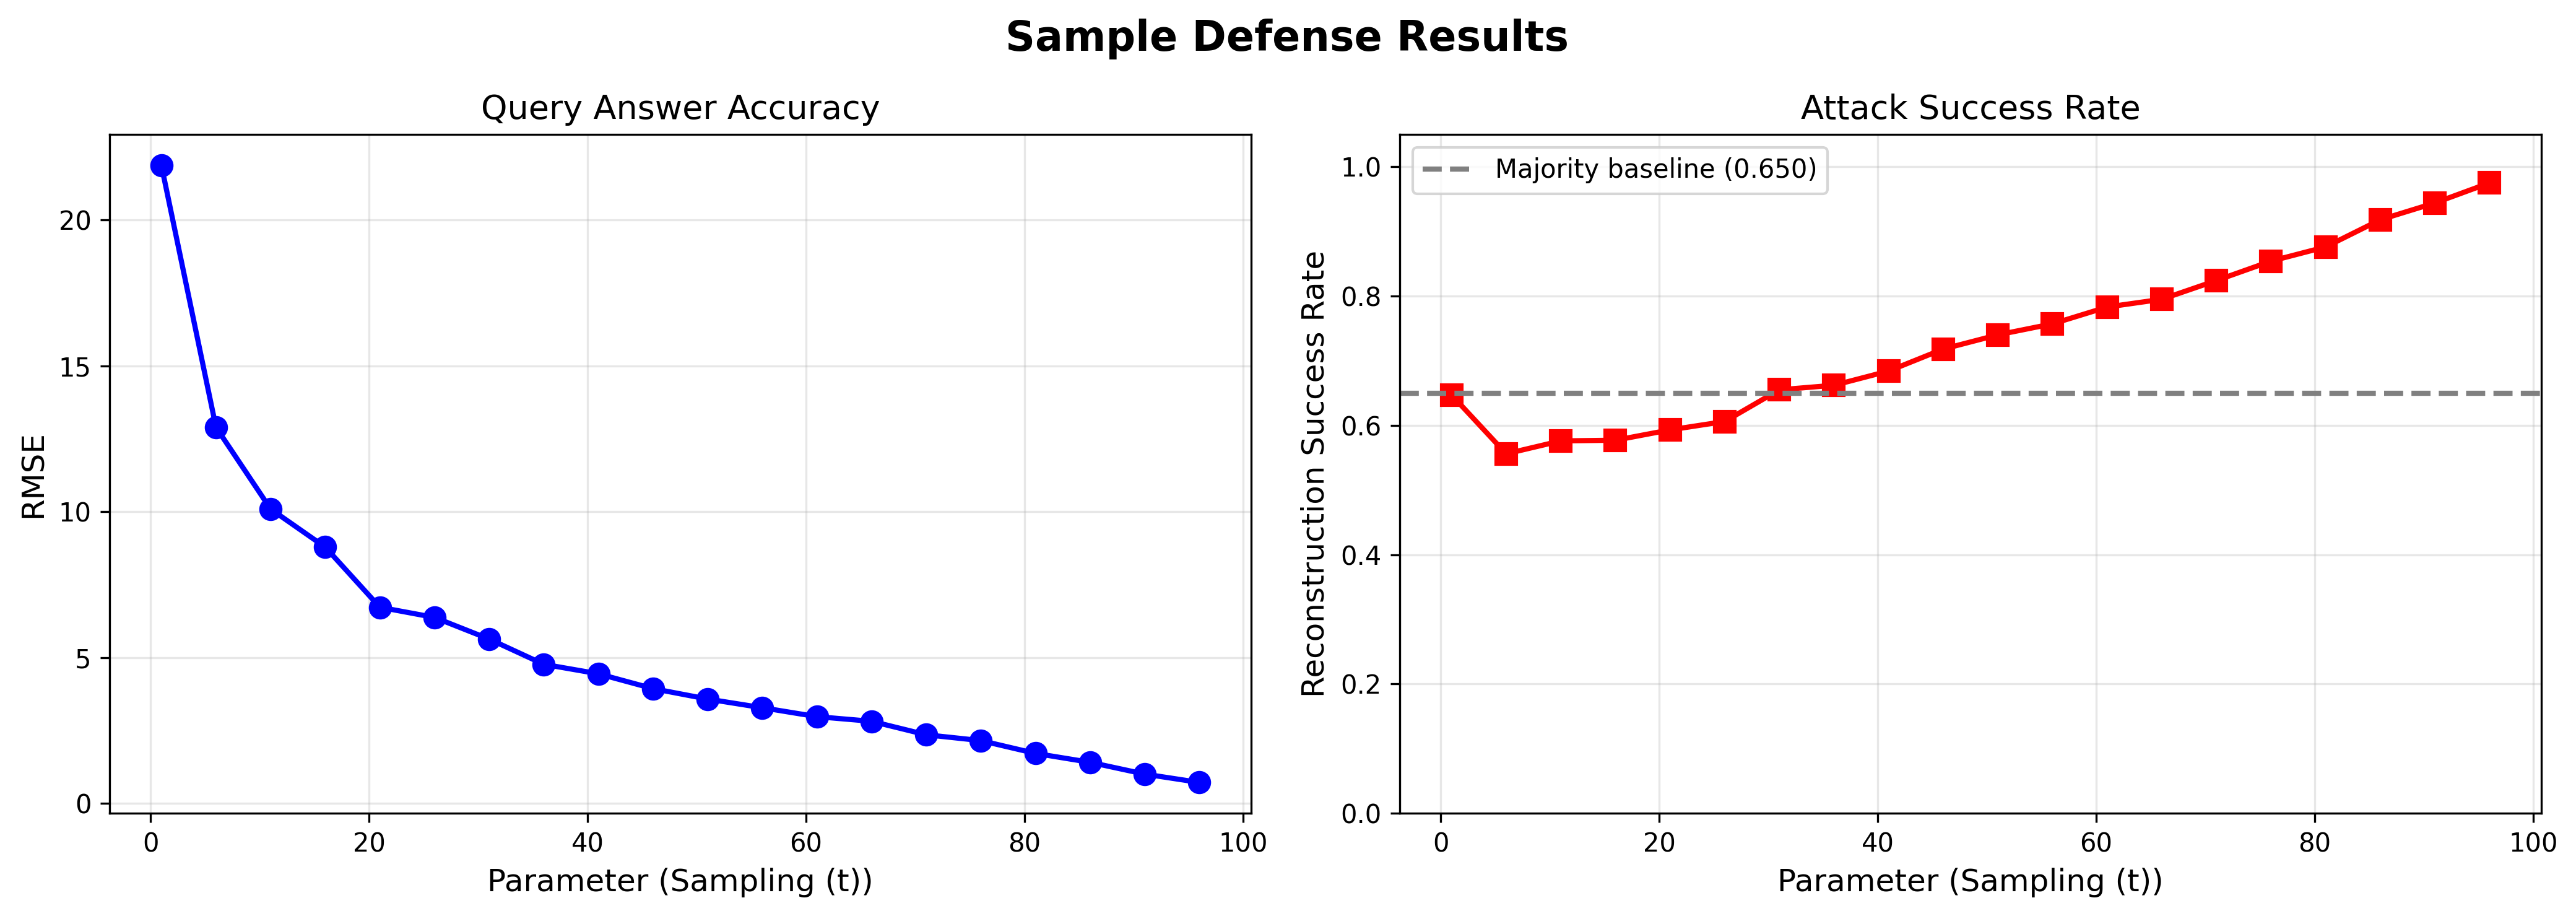 Sample Defense Results
Query Answer Accuracy
RMSE
20
15
10
5
0
0 20 40 60 80 100
Parameter (Sampling (t))
Attack Success Rate
Majority baseline (0.650)
Reconstruction Success Rate
1.0
0.8
0.6
0.4
0.2
0.0
0 20 40 60 80 100
Parameter (Sampling (t))